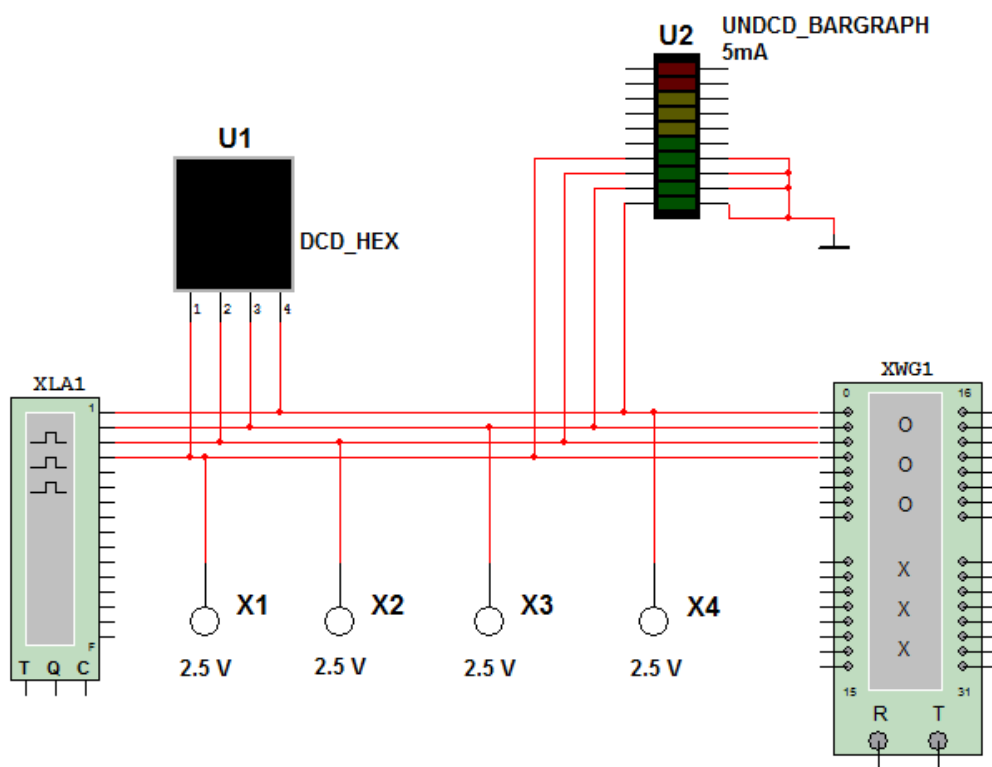 UNDCD_BARGRAPH
U2
5mA
U1
DCD_HEX
1 2 3 4
XLA1
XWG1
1
0 16
O
O
O
X
X
X
X1
X2
X3
X4
F
2.5 V
2.5 V
2.5 V
2.5 V
T Q C
15 31
R T